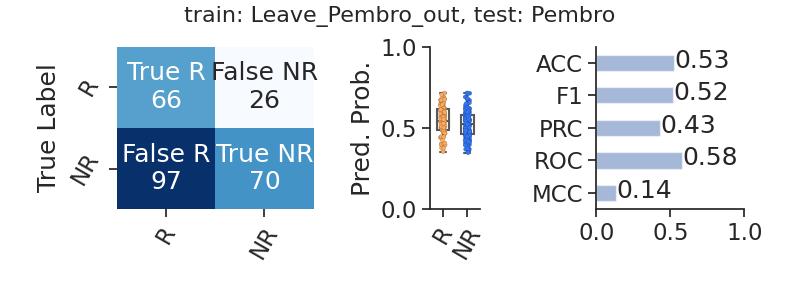 train: Leave_Pembro_out, test: Pembro
True Label
R
NR
True R
66
False NR
26
False R
97
True NR
70
R
NR
Pred. Prob.
1.0
0.5
0.0
R
NR
ACC
0.53
F1
0.52
PRC
0.43
ROC
0.58
MCC
0.14
0.0
0.5
1.0